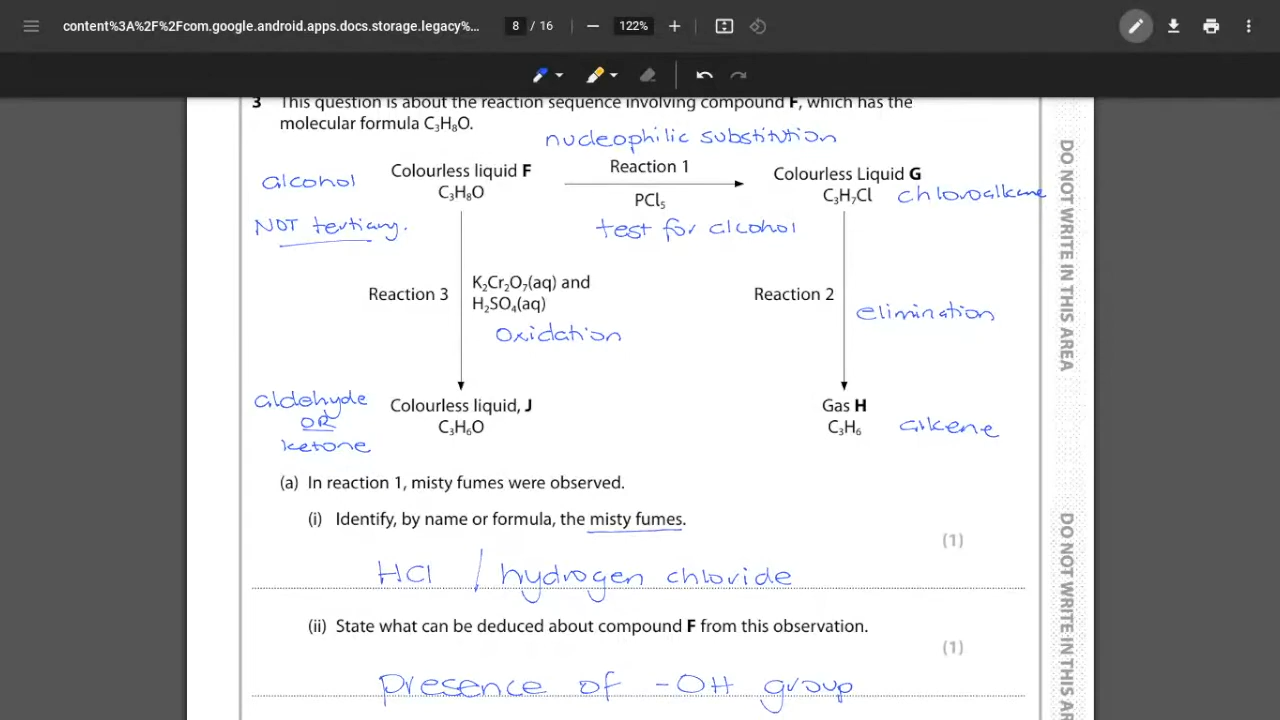 content%3A%2F%2Fcom.google.android.apps.docs.storage.legacy%...
8 / 16
122%
3 This question is about the reaction sequence involving compound F, which has the
molecular formula C₃H₈O.
nucleophilic substitution
alcohol
Colourless liquid F
C₃H₈O
Reaction 1
PCl₅
Colourless Liquid G
C₃H₇Cl
chloroalkane
NOT tertiary.
test for alcohol
Reaction 3
K₂Cr₂O₇(aq) and
H₂SO₄(aq)
oxidation
Reaction 2
elimination
aldehyde
OR
ketone
Colourless liquid, J
C₃H₆O
Gas H
C₃H₆
alkene
(a) In reaction 1, misty fumes were observed.
(i) Identify, by name or formula, the misty fumes.
(1)
HCl / hydrogen chloride
(ii) State what can be deduced about compound F from this observation.
(1)
presence of -OH group
DO NOT WRITE IN THIS AREA
DO NOT WRITE IN THIS AR